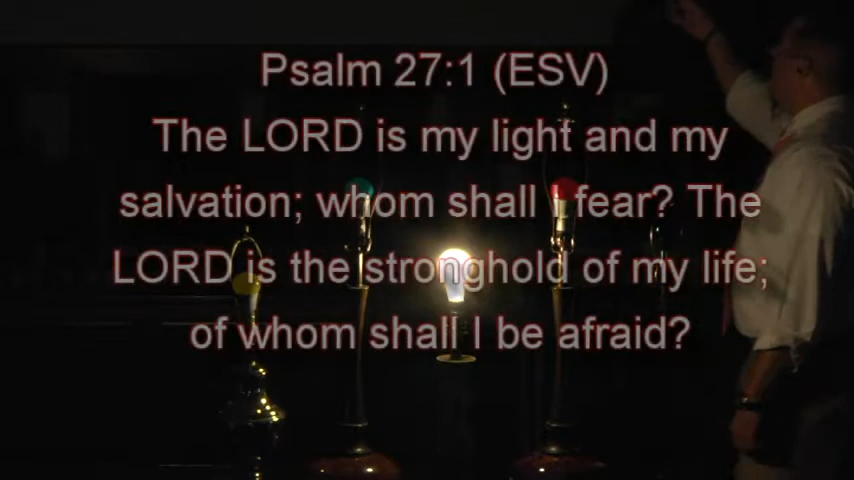 Psalm 27:1 (ESV)
The LORD is my light and my
salvation; whom shall I fear? The
LORD is the stronghold of my life;
of whom shall I be afraid?